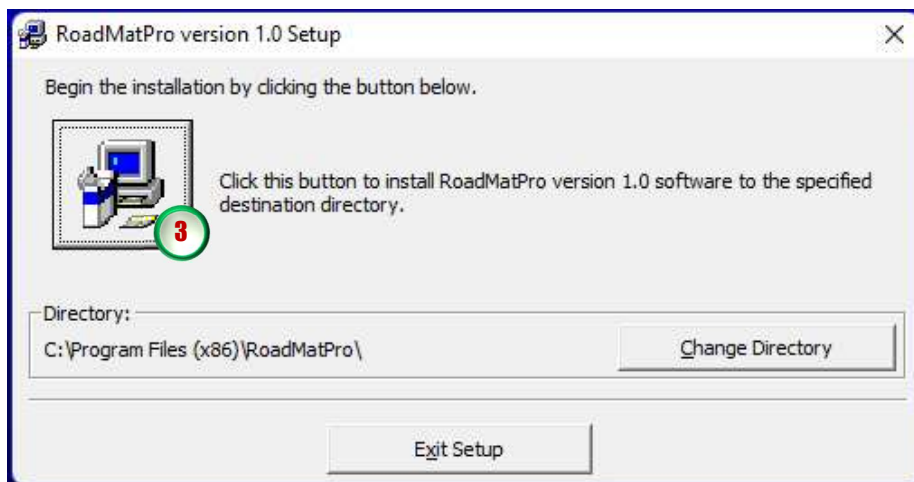 RoadMatPro version 1.0 Setup
Begin the installation by clicking the button below.
Click this button to install RoadMatPro version 1.0 software to the specified
destination directory.
3
Directory:
C:\Program Files (x86)\RoadMatPro\
Change Directory
Exit Setup